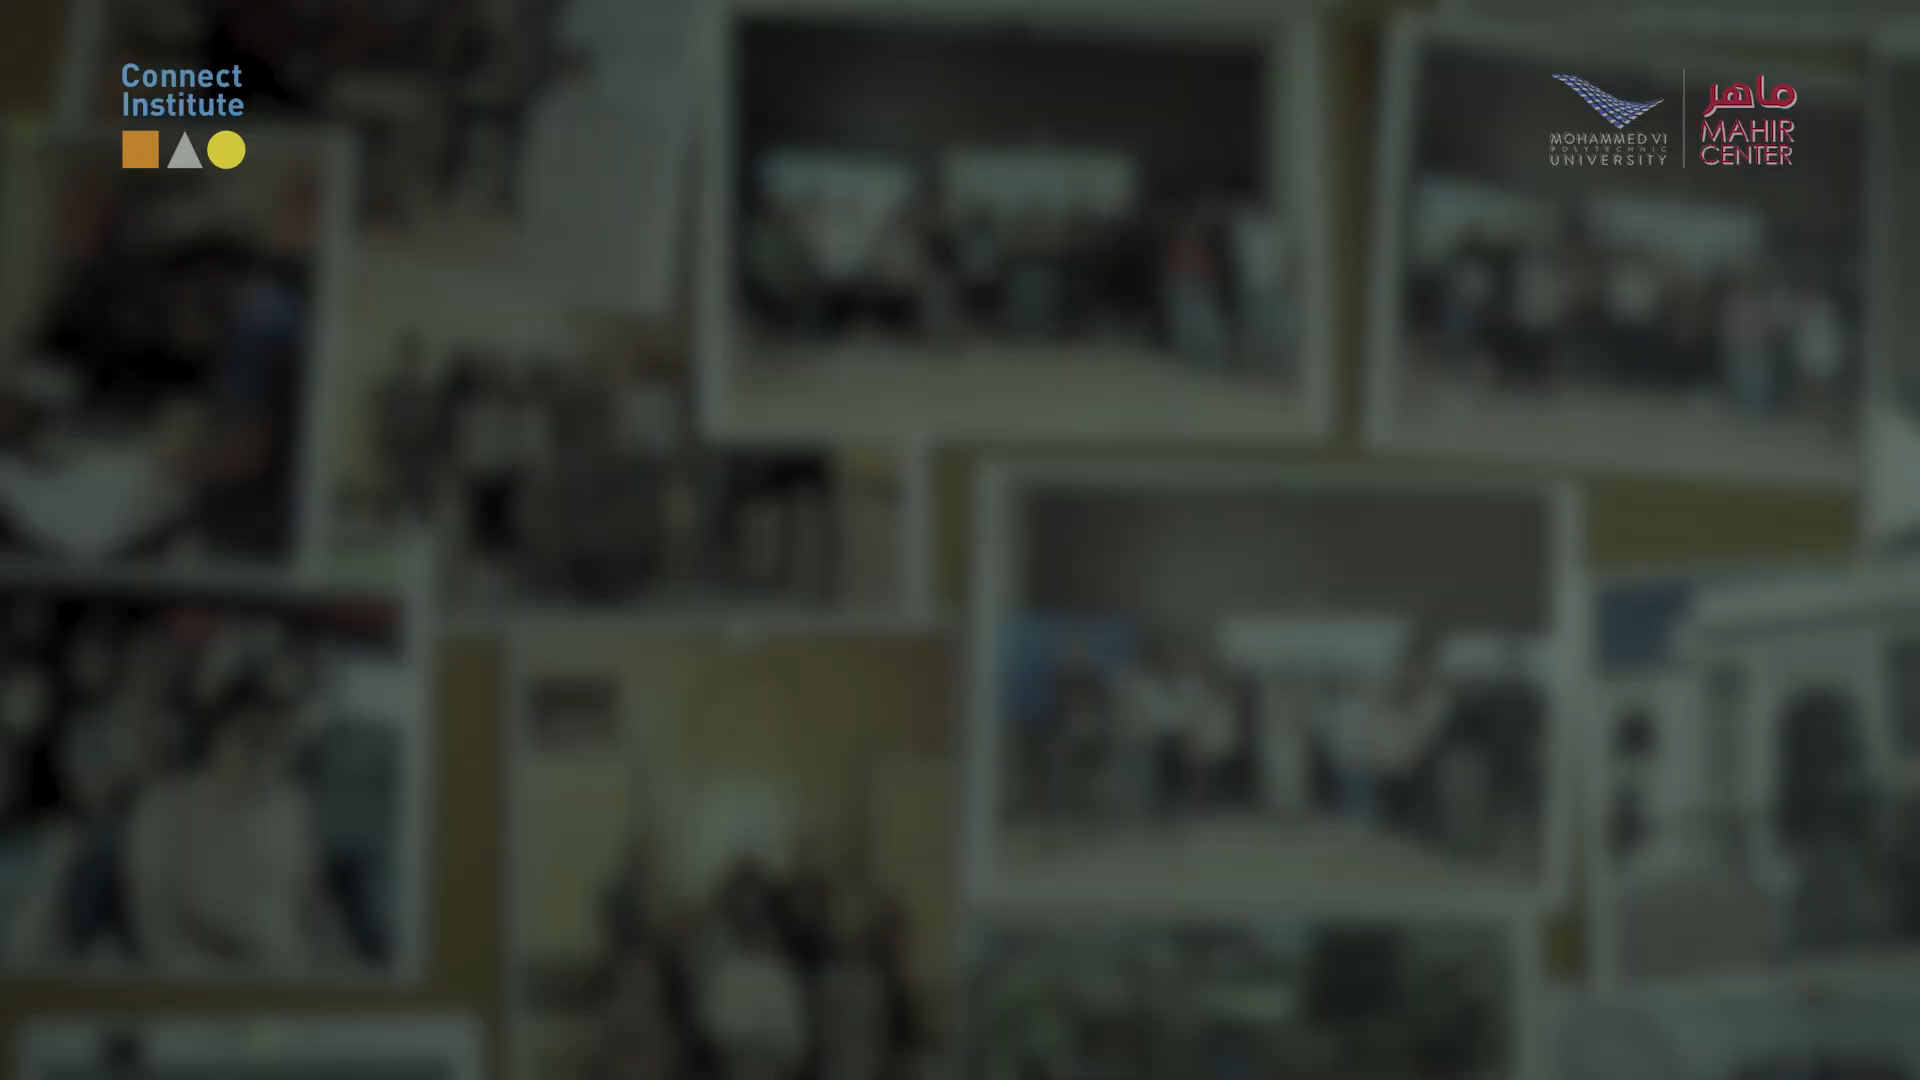 Connect
Institute
MOHAMMED VI
POLYTECHNIC
UNIVERSITY
ماهر
MAHIR
CENTER